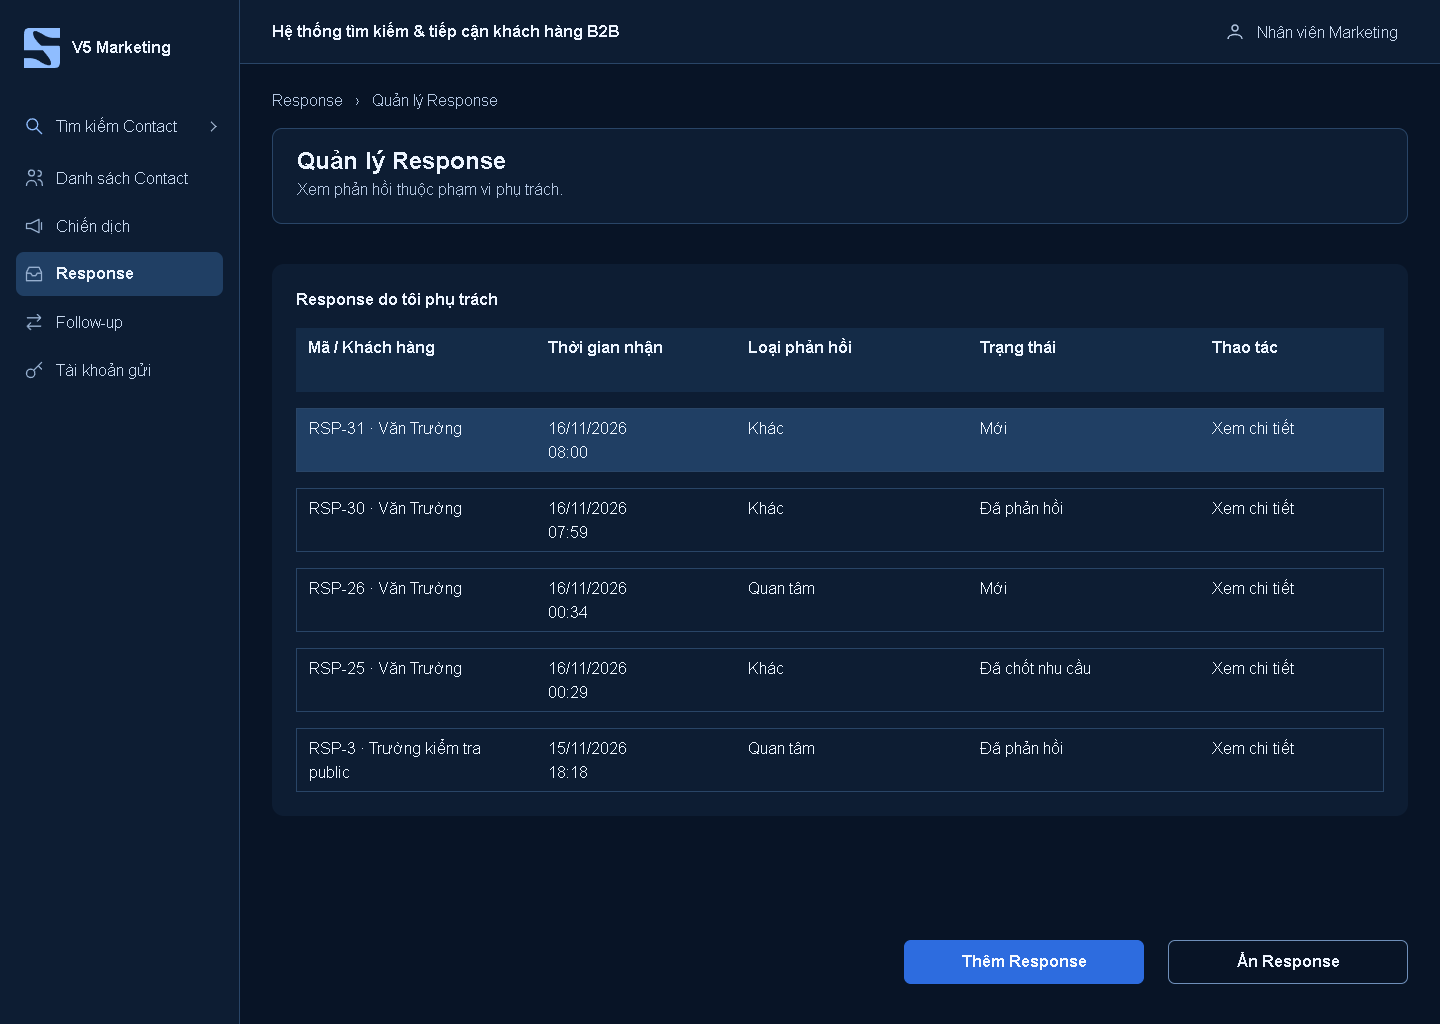 V5 Marketing
Hệ thống tìm kiếm & tiếp cận khách hàng B2B
Nhân viên Marketing
Tìm kiếm Contact
Danh sách Contact
Chiến dịch
Response
Follow-up
Tài khoản gửi
Response › Quản lý Response
Quản lý Response
Xem phản hồi thuộc phạm vi phụ trách.
Response do tôi phụ trách
Mã / Khách hàng Thời gian nhận Loại phản hồi Trạng thái Thao tác
RSP-31 · Văn Trường 16/11/2026 Khác Mới Xem chi tiết
08:00
RSP-30 · Văn Trường 16/11/2026 Khác Đã phản hồi Xem chi tiết
07:59
RSP-26 · Văn Trường 16/11/2026 Quan tâm Mới Xem chi tiết
00:34
RSP-25 · Văn Trường 16/11/2026 Khác Đã chốt nhu cầu Xem chi tiết
00:29
RSP-3 · Trường kiểm tra 15/11/2026 Quan tâm Đã phản hồi Xem chi tiết
public 18:18
Thêm Response Ẩn Response